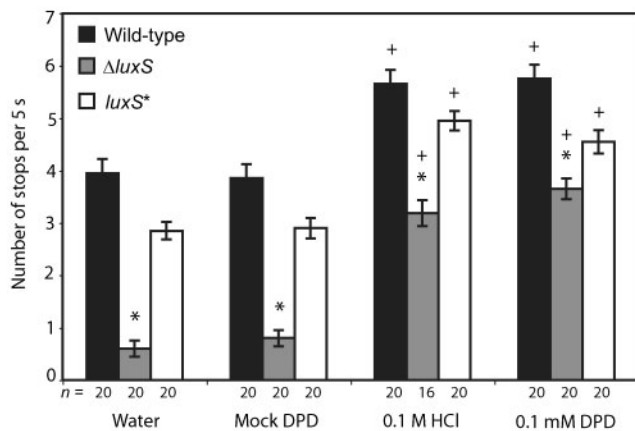 7
Wild-type
ΔluxS
luxS*
6
5
4
3
2
1
0
Number of stops per 5 s
+ + + + + + 
* * * *
n = 20 20 20 20 20 20 20 16 20 20 20 20
Water Mock DPD 0.1 M HCl 0.1 mM DPD